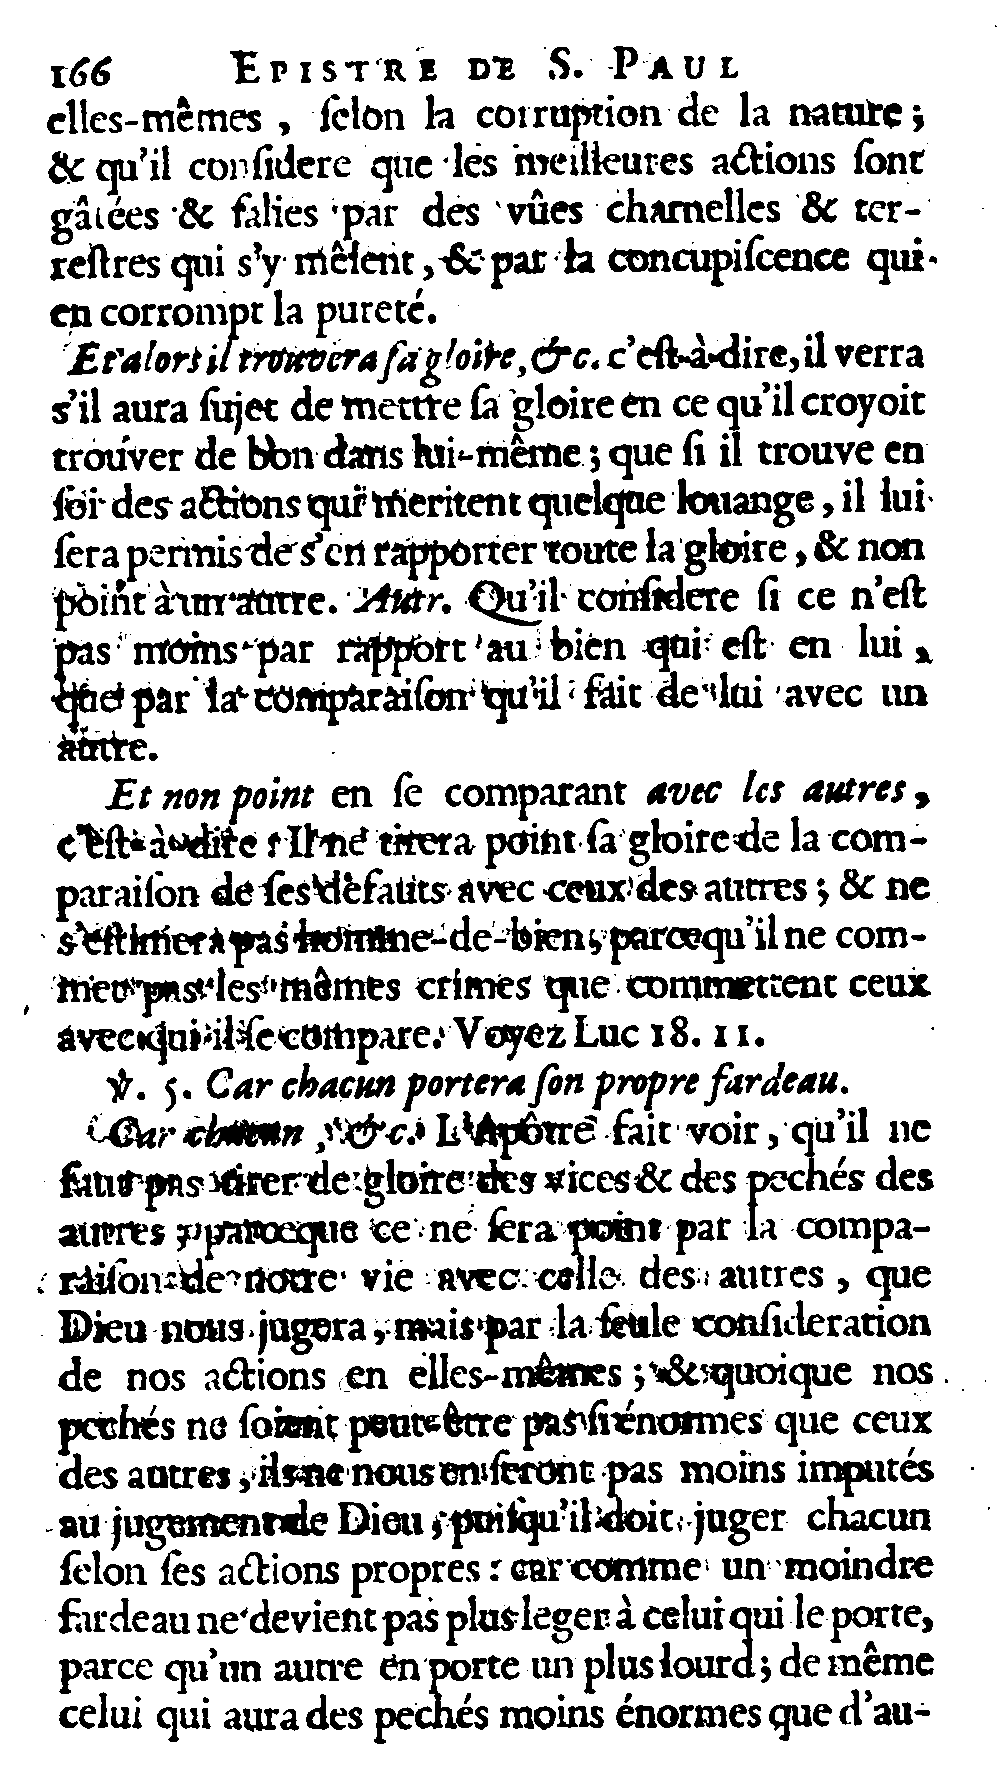 166 EPISTRE DE S. PAUL
elles-mêmes, ſelon la corruption de la nature;
& qu'il conſidere que les meilleures actions ſont
gâtées & ſalies par des vûes charnelles & ter-
reſtres qui s'y mêlent, & par la concupiſcence qui
en corrompt la pureté.
Et alors il trouvera ſa gloire, &c. c'eſt-à-dire, il verra
s'il aura ſujet de mettre ſa gloire en ce qu'il croyoit
trouver de bon dans lui-même; que ſi il trouve en
ſoi des actions qui meritent quelque louange, il lui
ſera permis de s'en rapporter toute la gloire, & non
point à un autre. Autr. Qu'il conſidere ſi ce n'eſt
pas moins par rapport au bien qui eſt en lui,
que par la comparaiſon qu'il fait de lui avec un
autre.
Et non point en ſe comparant avec les autres,
c'eſt-à-dire: Il ne tirera point ſa gloire de la com-
paraiſon de ſes défauts avec ceux des autres; & ne
s'eſtimera pas homme-de-bien, parcequ'il ne com-
met pas les mêmes crimes que commettent ceux
avec qui il ſe compare. Voyez Luc 18. 11.
℣. 5. Car chacun portera ſon propre fardeau.
Car chacun, &c. L'Apôtre fait voir, qu'il ne
faut pas tirer de gloire des vices & des pechés des
autres; parceque ce ne ſera point par la compa-
raiſon de notre vie avec celle des autres, que
Dieu nous jugera, mais par la ſeule conſideration
de nos actions en elles-mêmes; & quoique nos
pechés ne ſoient peut-être pas ſi énormes que ceux
des autres, ils ne nous en ſeront pas moins imputés
au jugement de Dieu, puiſqu'il doit juger chacun
ſelon ſes actions propres: car comme un moindre
fardeau ne devient pas plus leger à celui qui le porte,
parce qu'un autre en porte un plus lourd; de même
celui qui aura des pechés moins énormes que d'au-